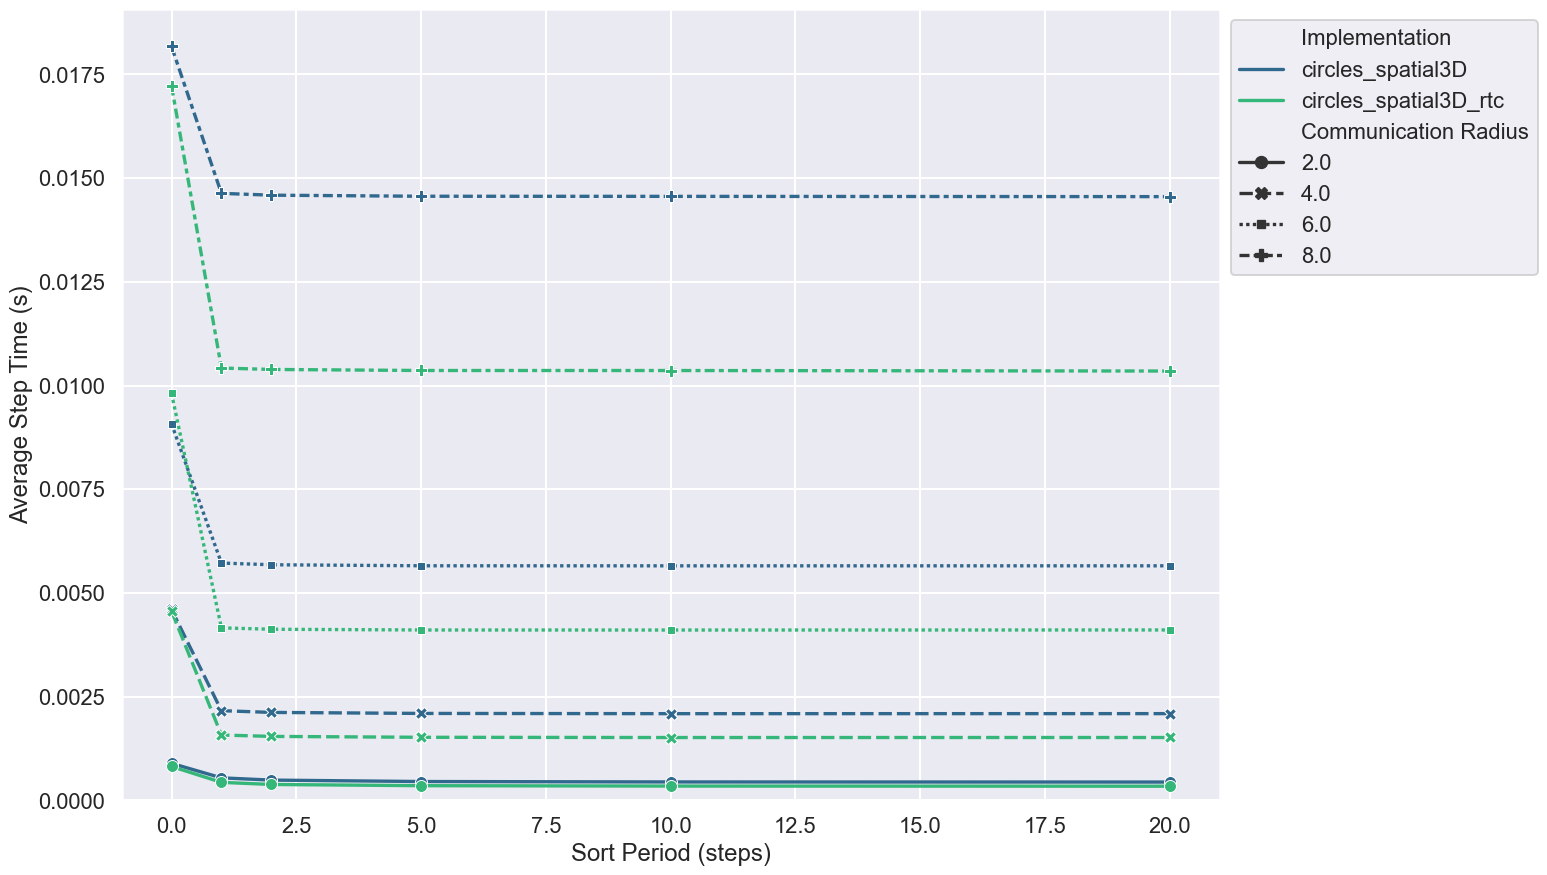 0.0175
0.0150
0.0125
0.0100
0.0075
0.0050
0.0025
0.0000
Average Step Time (s)
0.0 2.5 5.0 7.5 10.0 12.5 15.0 17.5 20.0
Sort Period (steps)
Implementation
circles_spatial3D
circles_spatial3D_rtc
Communication Radius
2.0
4.0
6.0
8.0